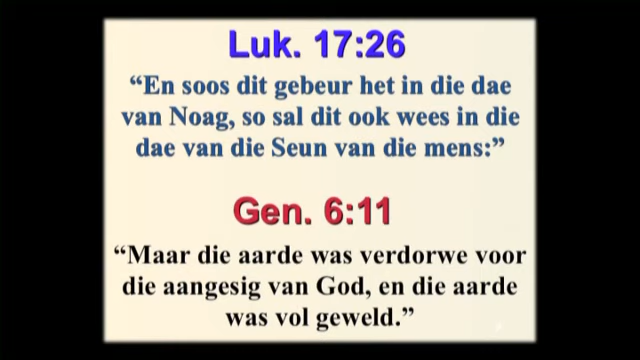 Luk. 17:26
“En soos dit gebeur het in die dae
van Noag, so sal dit ook wees in die
dae van die Seun van die mens:”
Gen. 6:11
“Maar die aarde was verdorwe voor
die aangesig van God, en die aarde
was vol geweld.”